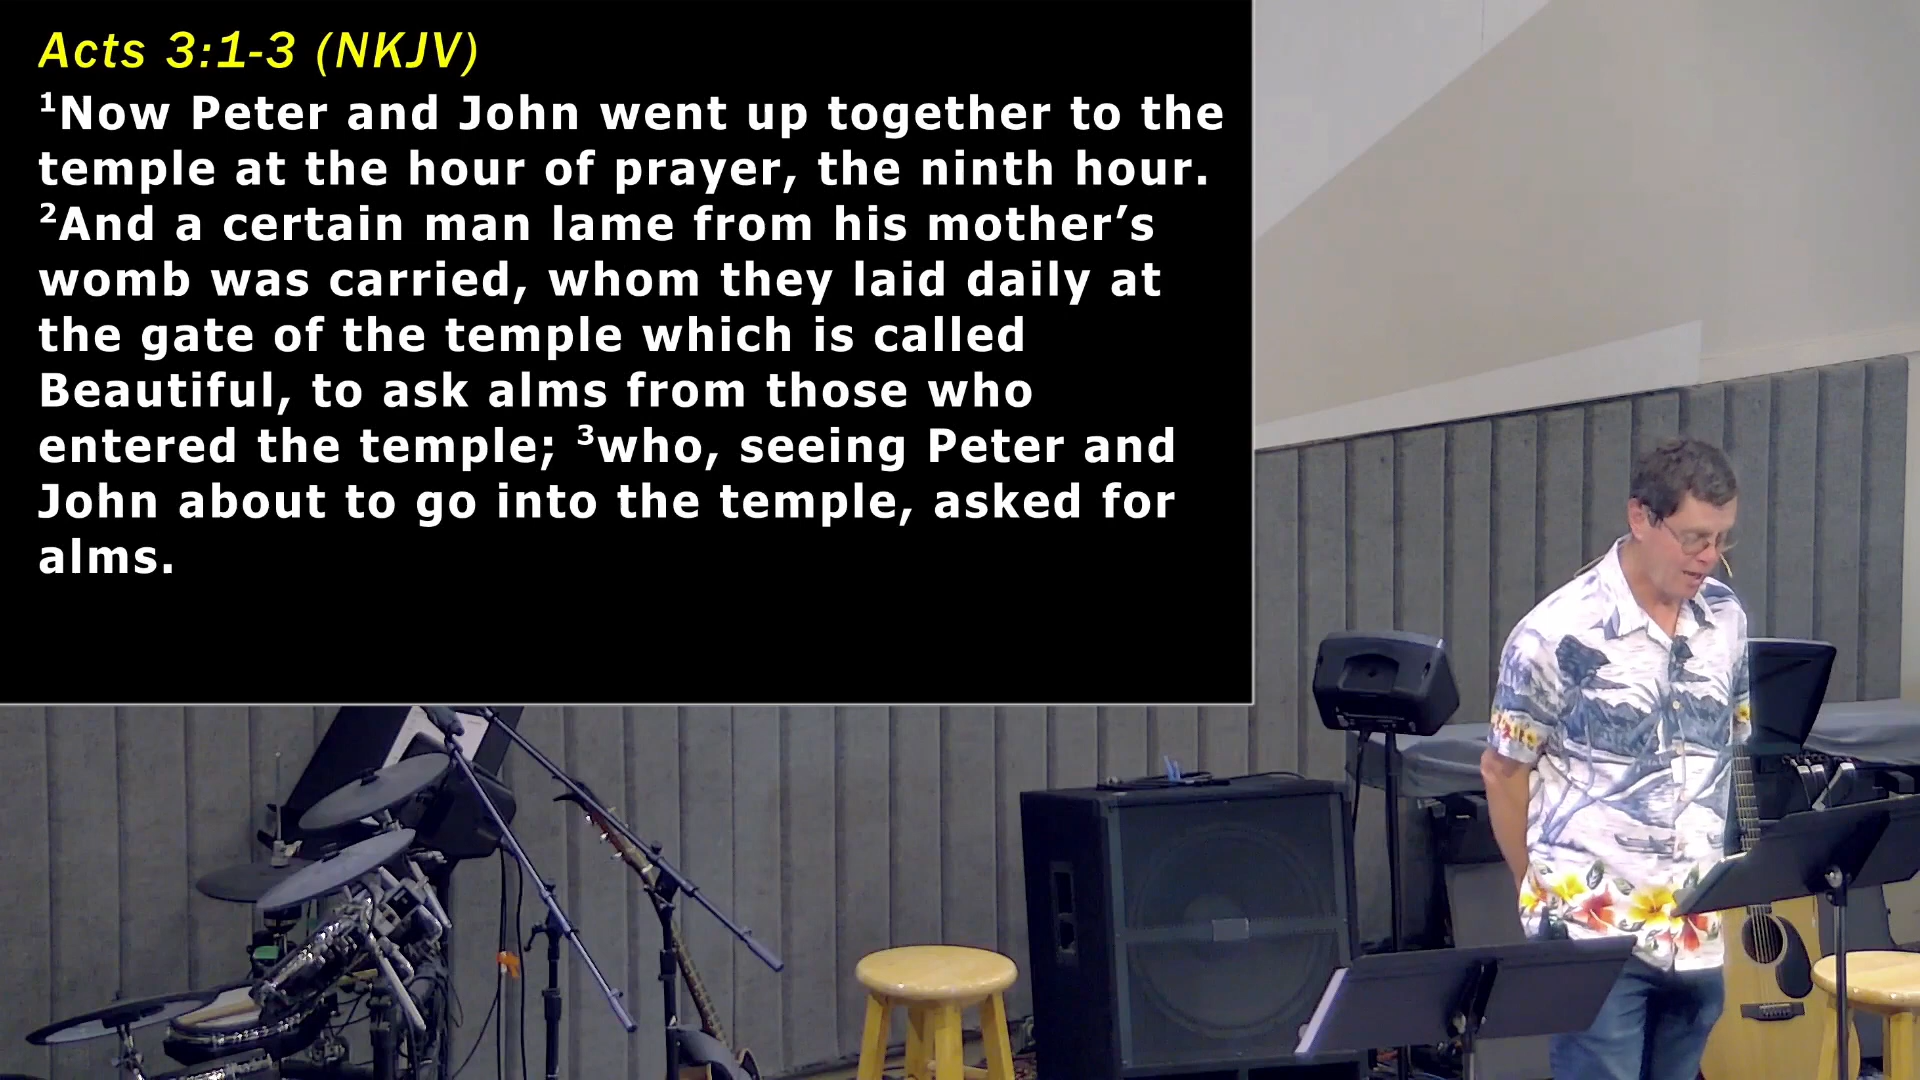 Acts 3:1-3 (NKJV)
¹Now Peter and John went up together to the
temple at the hour of prayer, the ninth hour.
²And a certain man lame from his mother’s
womb was carried, whom they laid daily at
the gate of the temple which is called
Beautiful, to ask alms from those who
entered the temple; ³who, seeing Peter and
John about to go into the temple, asked for
alms.